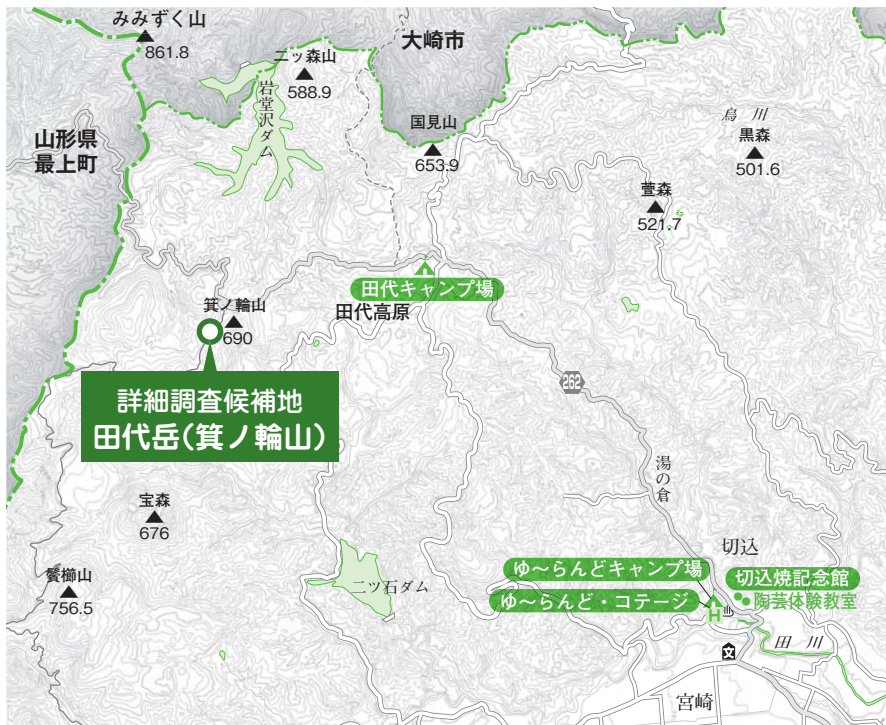 みみずく山
861.8
二ッ森山
588.9
大崎市
岩堂沢ダム
国見山
653.9
山形県
最上町
鳥川
黒森
501.6
萱森
521.7
田代キャンプ場
田代高原
箕ノ輪山
690
詳細調査候補地
田代岳(箕ノ輪山)
262
湯の倉
宝森
676
鬢櫛山
756.5
二ッ石ダム
切込
ゆ〜らんどキャンプ場
ゆ〜らんど・コテージ
切込焼記念館
陶芸体験教室
H
文
田川
宮崎